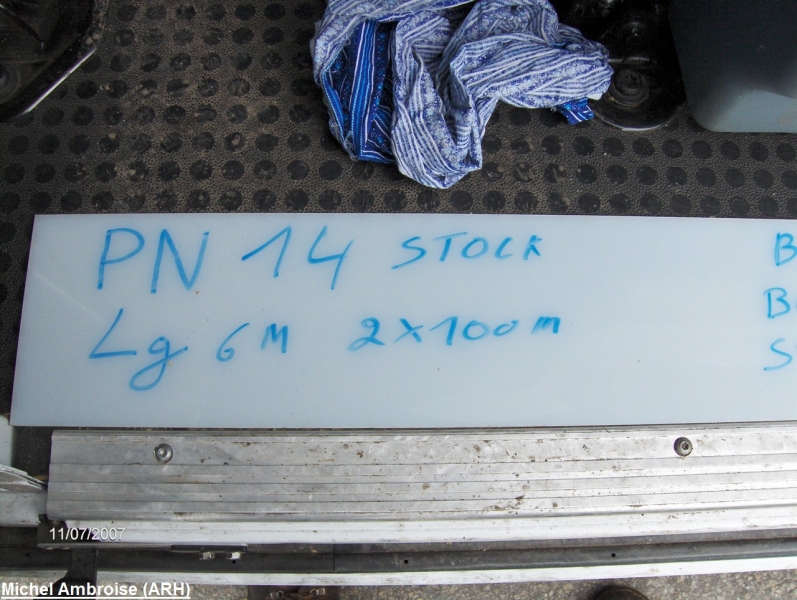 PN 14 STOCK
Lg 6M 2x100m
11/07/2007
Michel Ambroise (ARH)